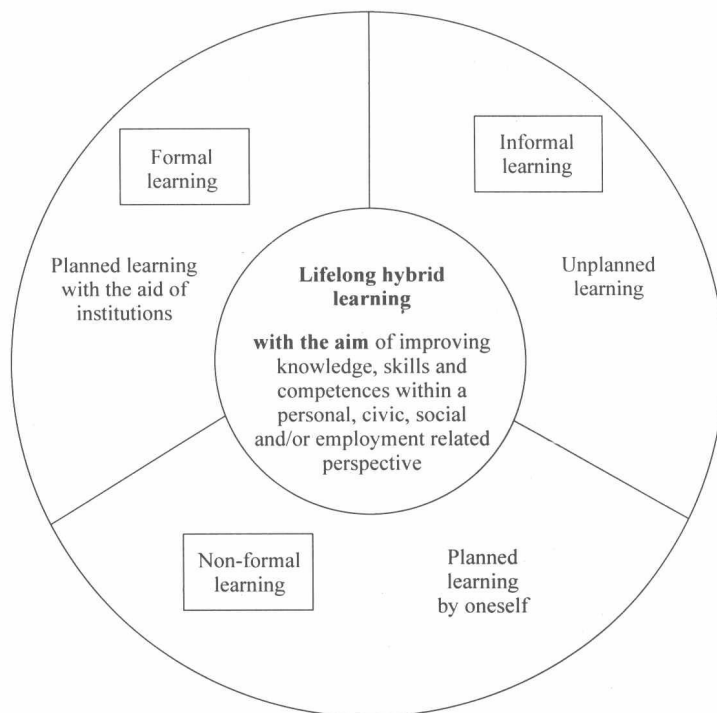 Formal
learning
Planned learning
with the aid of
institutions
Informal
learning
Unplanned
learning
Lifelong hybrid
learning
with the aim of improving
knowledge, skills and
competences within a
personal, civic, social
and/or employment related
perspective
Non-formal
learning
Planned
learning
by oneself